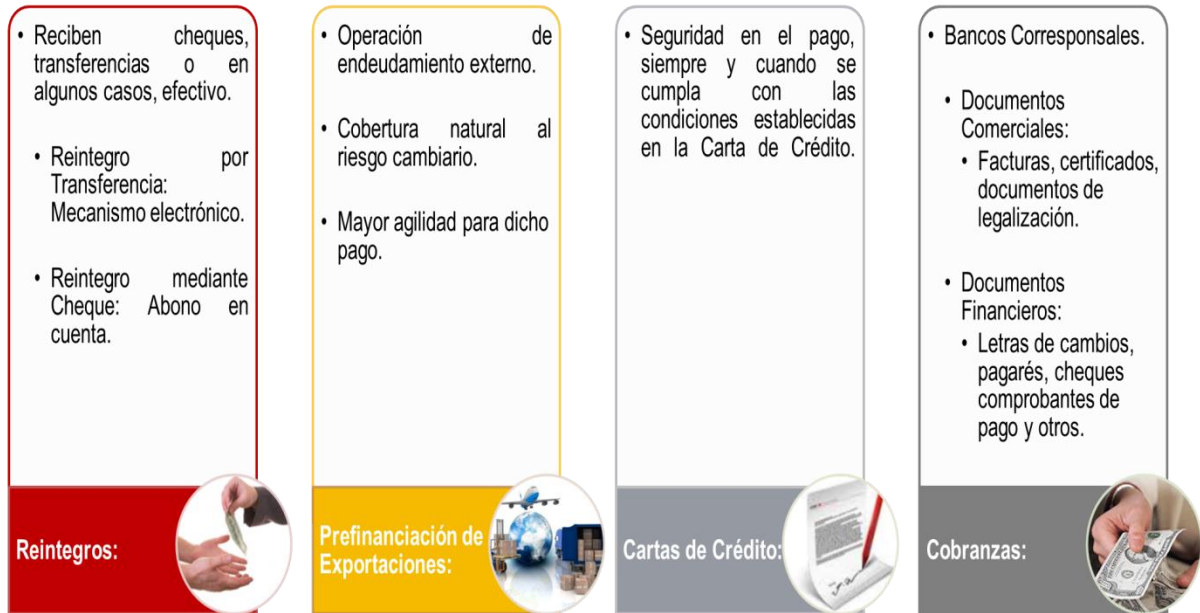 • Reciben cheques,
transferencias o en
algunos casos, efectivo.
• Reintegro por
Transferencia:
Mecanismo electrónico.
• Reintegro mediante
Cheque: Abono en
cuenta.
Reintegros:
• Operación de
endeudamiento externo.
• Cobertura natural al
riesgo cambiario.
• Mayor agilidad para dicho
pago.
Prefinanciación de
Exportaciones:
• Seguridad en el pago,
siempre y cuando se
cumpla con las
condiciones establecidas
en la Carta de Crédito.
Cartas de Crédito:
• Bancos Corresponsales.
• Documentos
Comerciales:
• Facturas, certificados,
documentos de
legalización.
• Documentos
Financieros:
• Letras de cambios,
pagarés, cheques
comprobantes de
pago y otros.
Cobranzas: